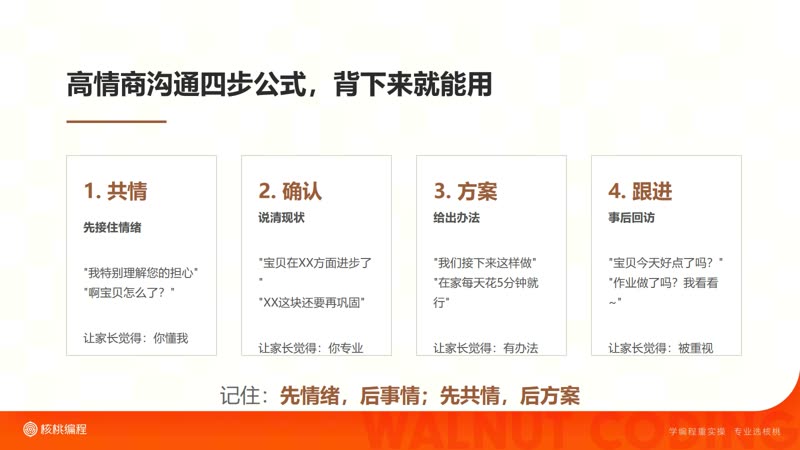 高情商沟通四步公式，背下来就能用
1. 共情
先接住情绪
"我特别理解您的担心"
"啊宝贝怎么了？"
让家长觉得：你懂我
2. 确认
说清现状
"宝贝在XX方面进步了
"
"XX这块还要再巩固"
让家长觉得：你专业
3. 方案
给出办法
"我们接下来这样做"
"在家每天花5分钟就
行"
让家长觉得：有办法
4. 跟进
事后回访
"宝贝今天好点了吗？"
"作业做了吗？我看看
~"
让家长觉得：被重视
记住：先情绪，后事情；先共情，后方案
核桃编程
WALNUT CODING
学编程重实操 专业选核桃